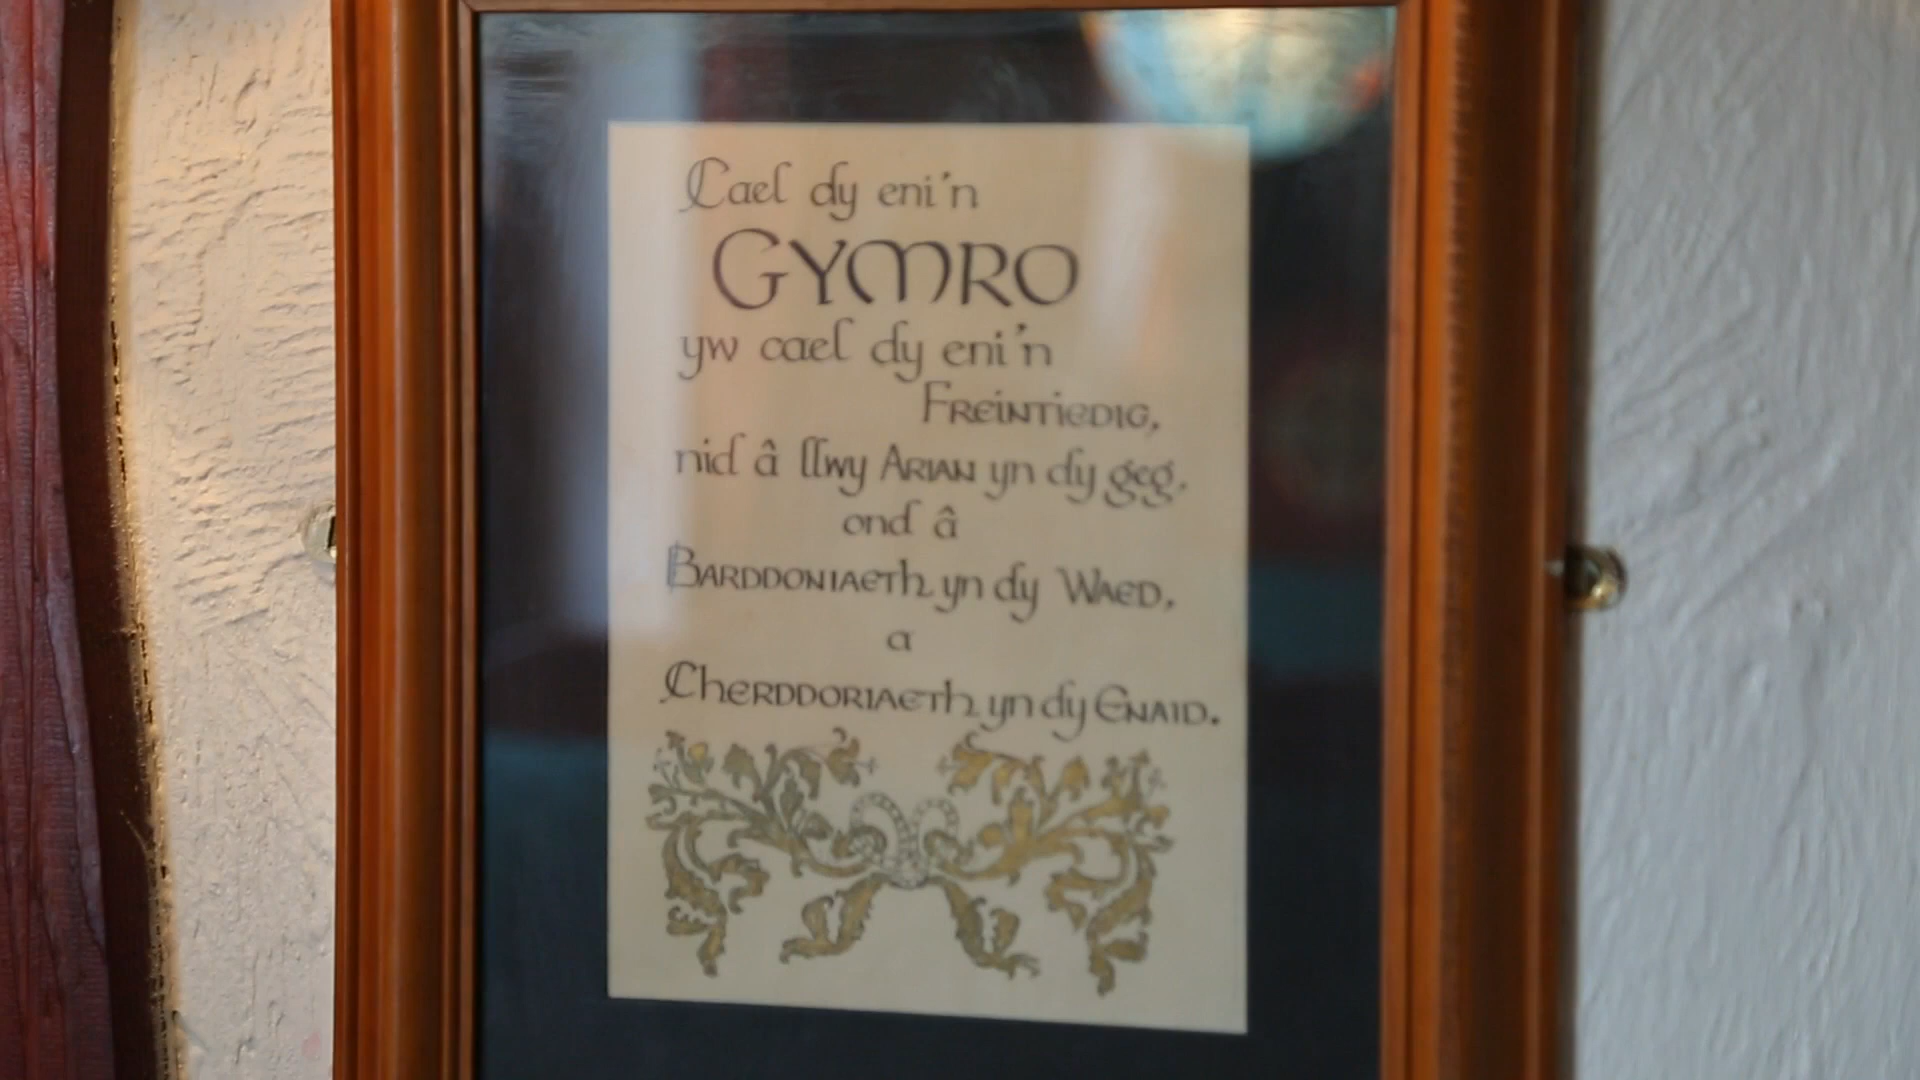 Cael dy eni'n
GYMRO
yw cael dy eni'n
FREINTIEDIG,
nid â llwy ARIAN yn dy geg,
ond â
BARDDONIAETH yn dy WAED,
a
CHERDDORIAETH yn dy ENAID.